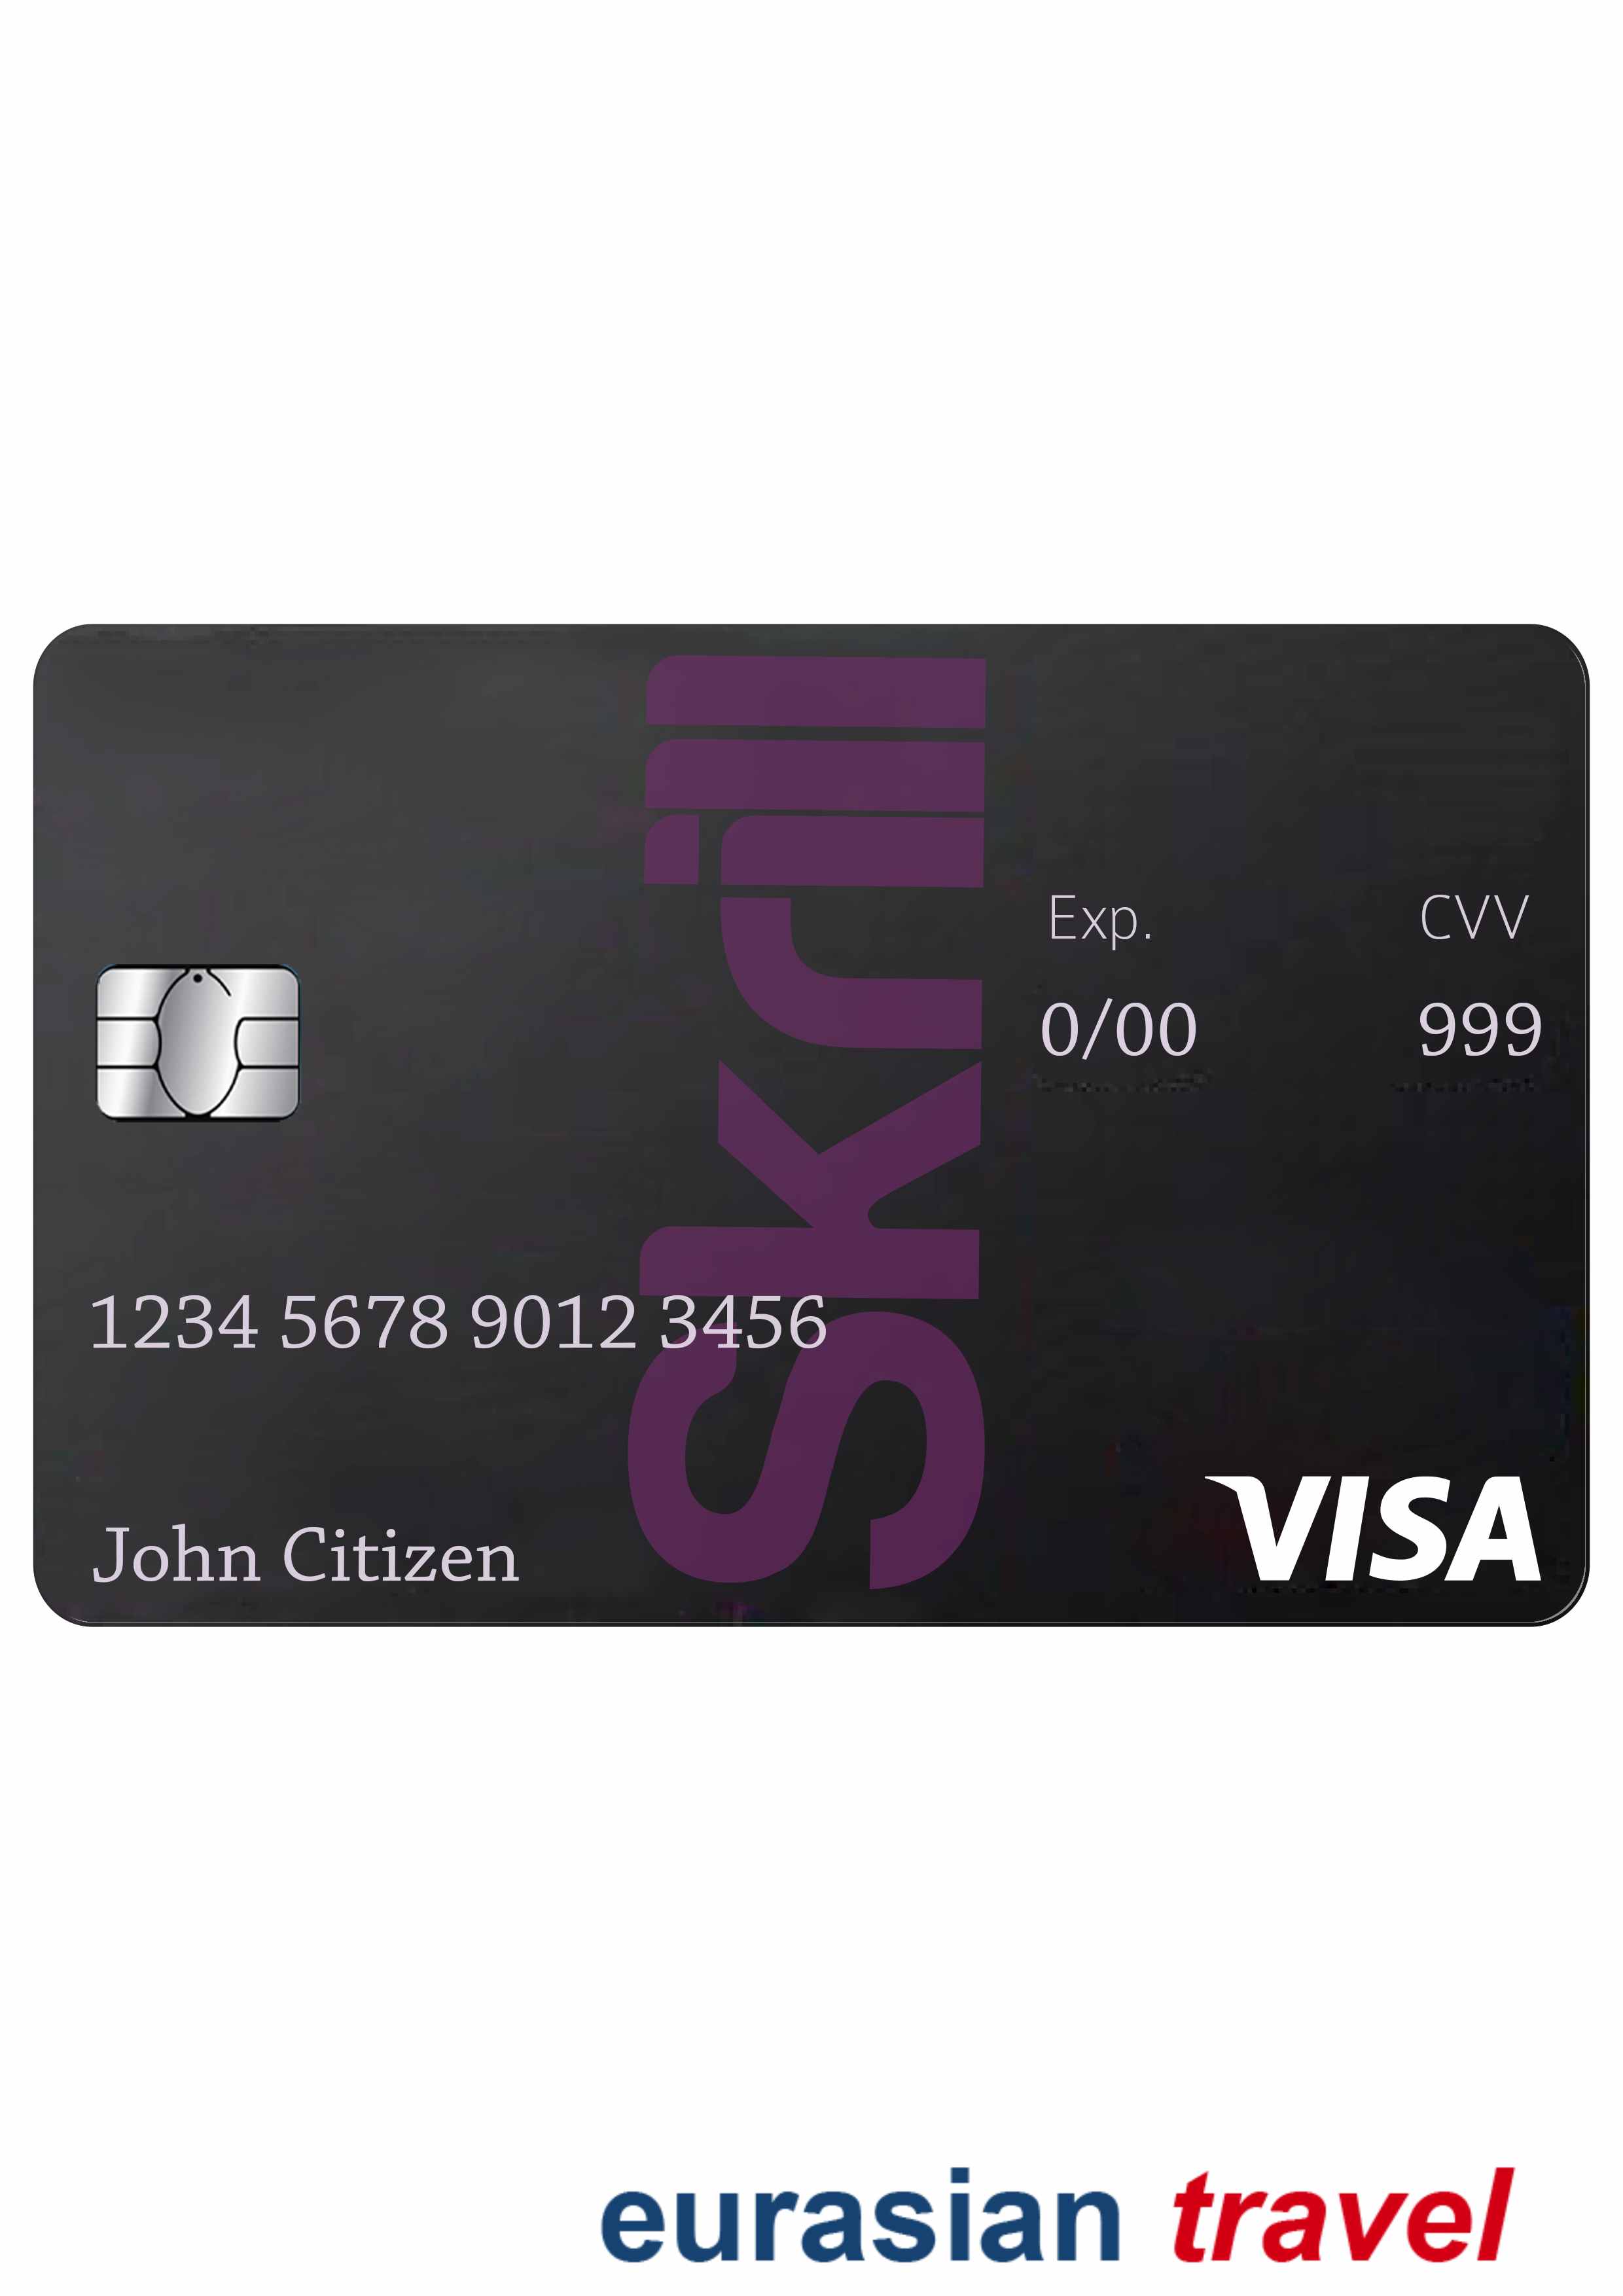 Skrill
Exp. CVV
0/00 999
1234 5678 9012 3456
John Citizen
VISA
eurasian travel